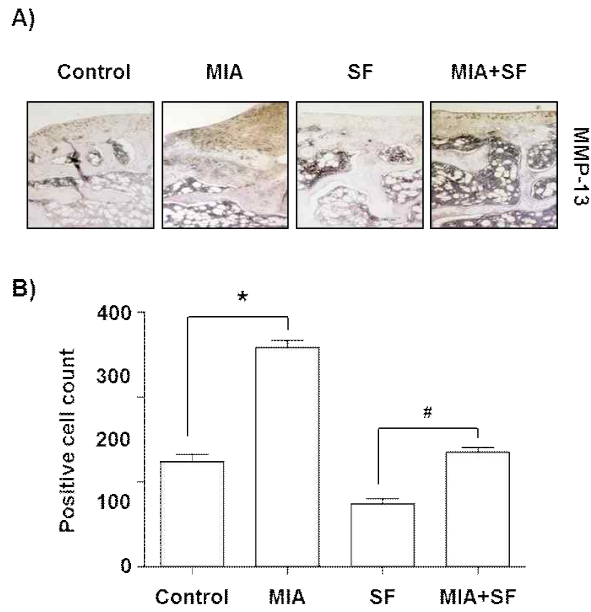 A)
Control MIA SF MIA+SF
MMP-13
B)
*
#
Positive cell count
400
300
200
100
0
Control MIA SF MIA+SF